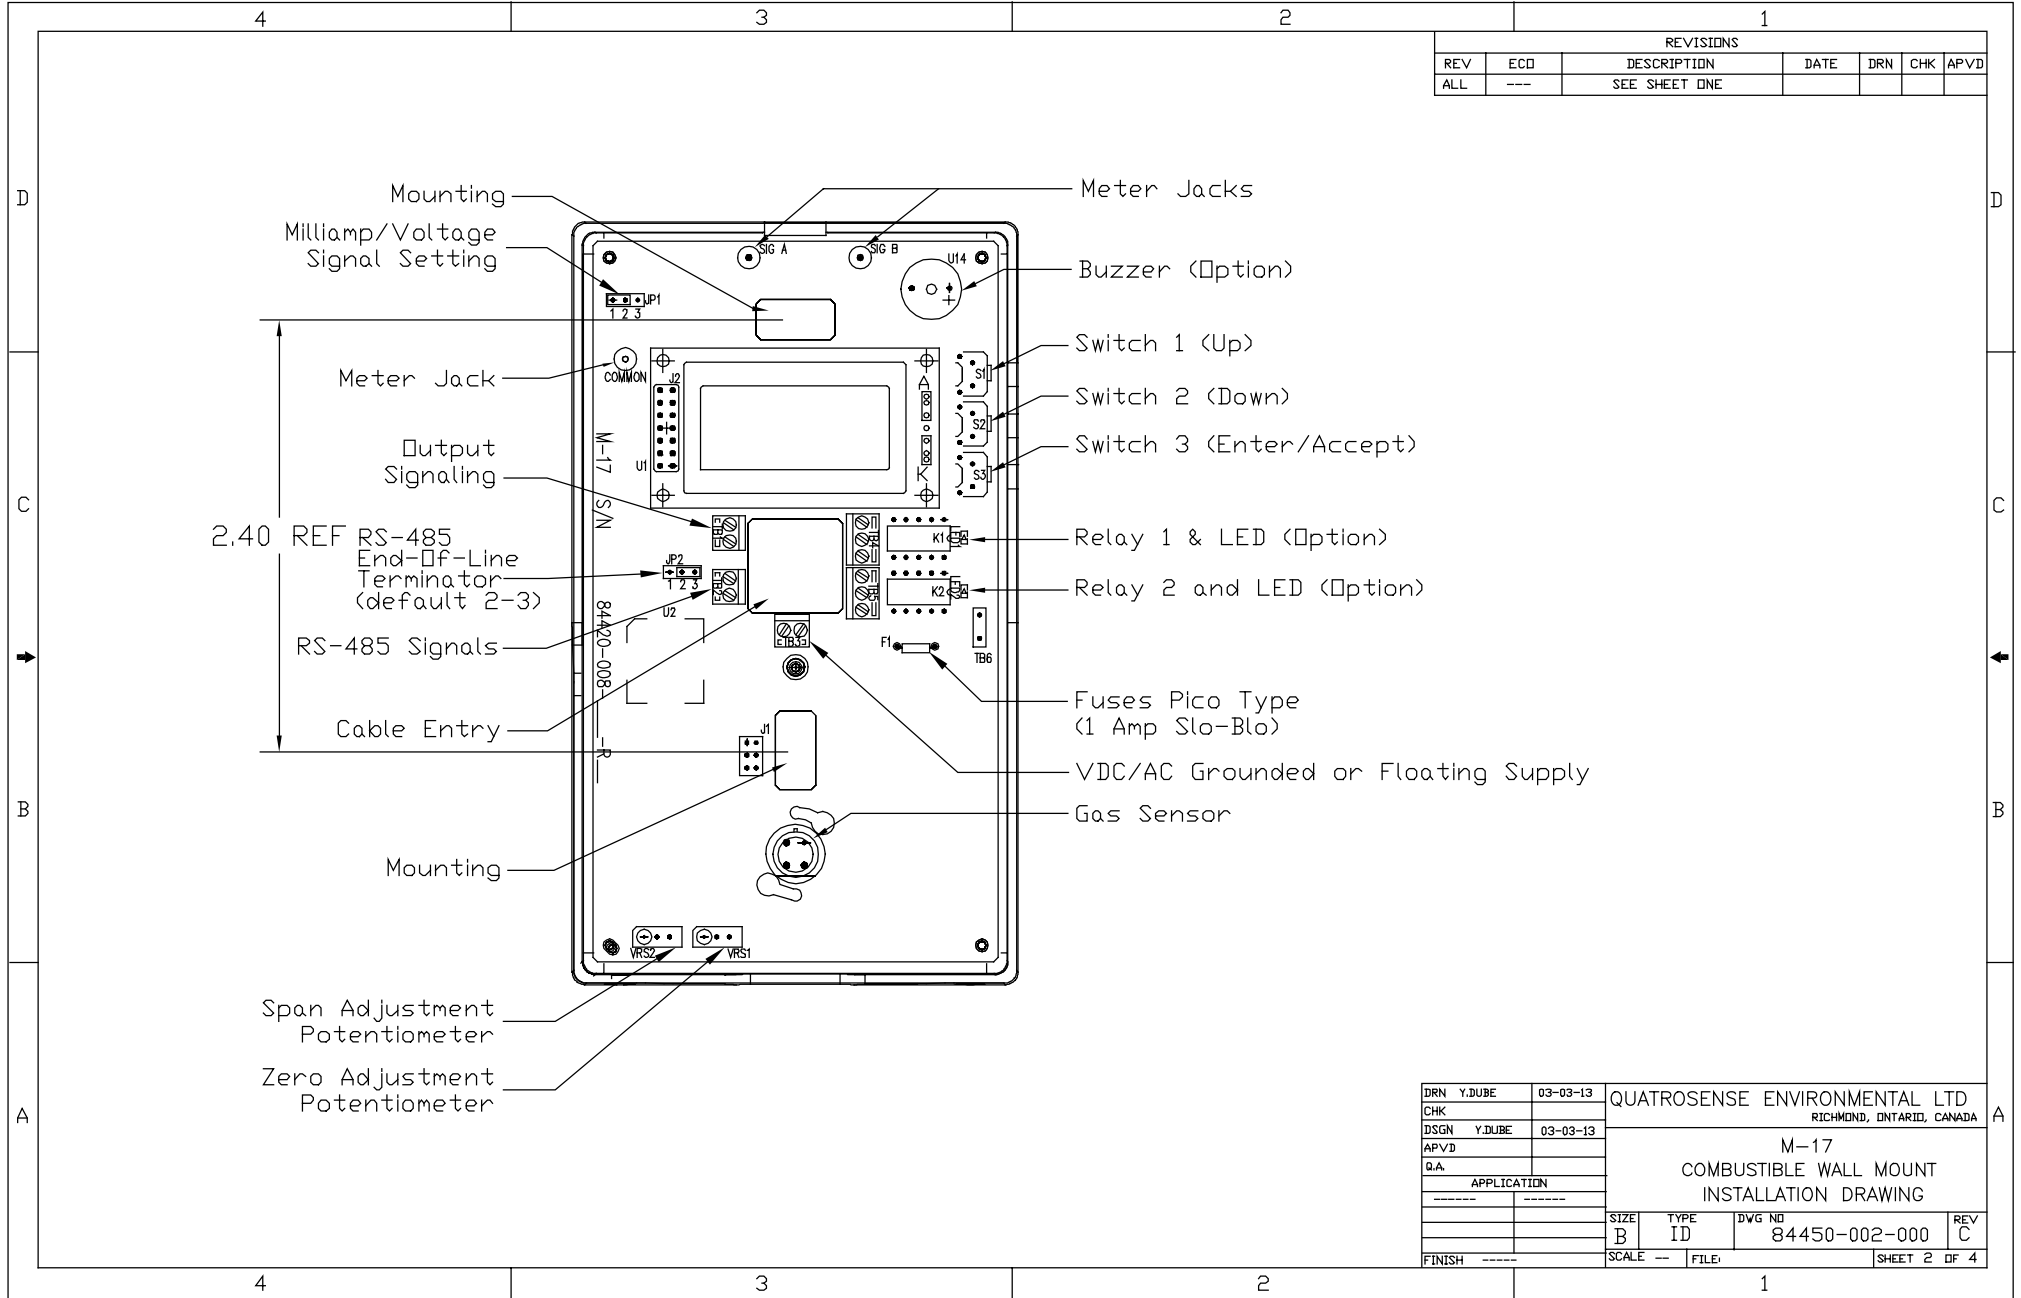 4 3 2 1
REVISIONS
REV ECO DESCRIPTION DATE DRN CHK APVD
ALL --- SEE SHEET ONE
D D
Mounting
Meter Jacks
Milliamp/Voltage
Signal Setting
SIG A SIG B
U14
Buzzer (Option)
JP1
1 2 3
+
Switch 1 (Up)
Meter Jack
COMMON
J2
A
S1
Switch 2 (Down)
S2
Switch 3 (Enter/Accept)
S3
Output
Signaling
M-17 S/N
U1
K
C C
2.40 REF
RS-485
End-Of-Line
Terminator
(default 2-3)
TB1
TB4
K1
LED1
Relay 1 & LED (Option)
JP2
1 2 3
TB2
TB5
K2
LED2
Relay 2 and LED (Option)
84420-008-____-R__
U2
RS-485 Signals
TB3
F1
TB6
Fuses Pico Type
(1 Amp Slo-Blo)
Cable Entry
J1
VDC/AC Grounded or Floating Supply
B B
Gas Sensor
Mounting
VRS2 VRS1
Span Adjustment
Potentiometer
Zero Adjustment
Potentiometer
A A
DRN Y.DUBE 03-03-13
CHK
DSGN Y.DUBE 03-03-13
APVD
Q.A.
APPLICATION
------ ------
FINISH -----
QUATROSENSE ENVIRONMENTAL LTD
RICHMOND, ONTARIO, CANADA
M-17
COMBUSTIBLE WALL MOUNT
INSTALLATION DRAWING
SIZE TYPE DWG NO REV
B ID 84450-002-000 C
SCALE -- FILE: SHEET 2 OF 4
4 3 2 1